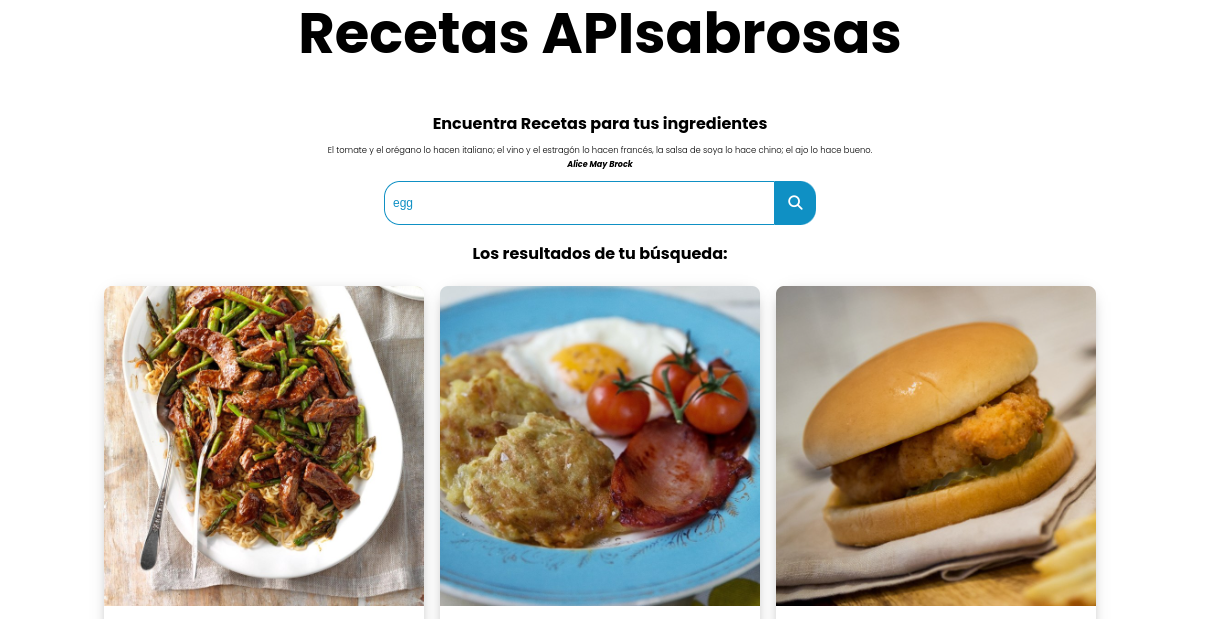 Recetas APIsabrosas
Encuentra Recetas para tus ingredientes
El tomate y el orégano lo hacen italiano; el vino y el estragón lo hacen francés, la salsa de soya lo hace chino; el ajo lo hace bueno.
Alice May Brock
egg
Los resultados de tu búsqueda: